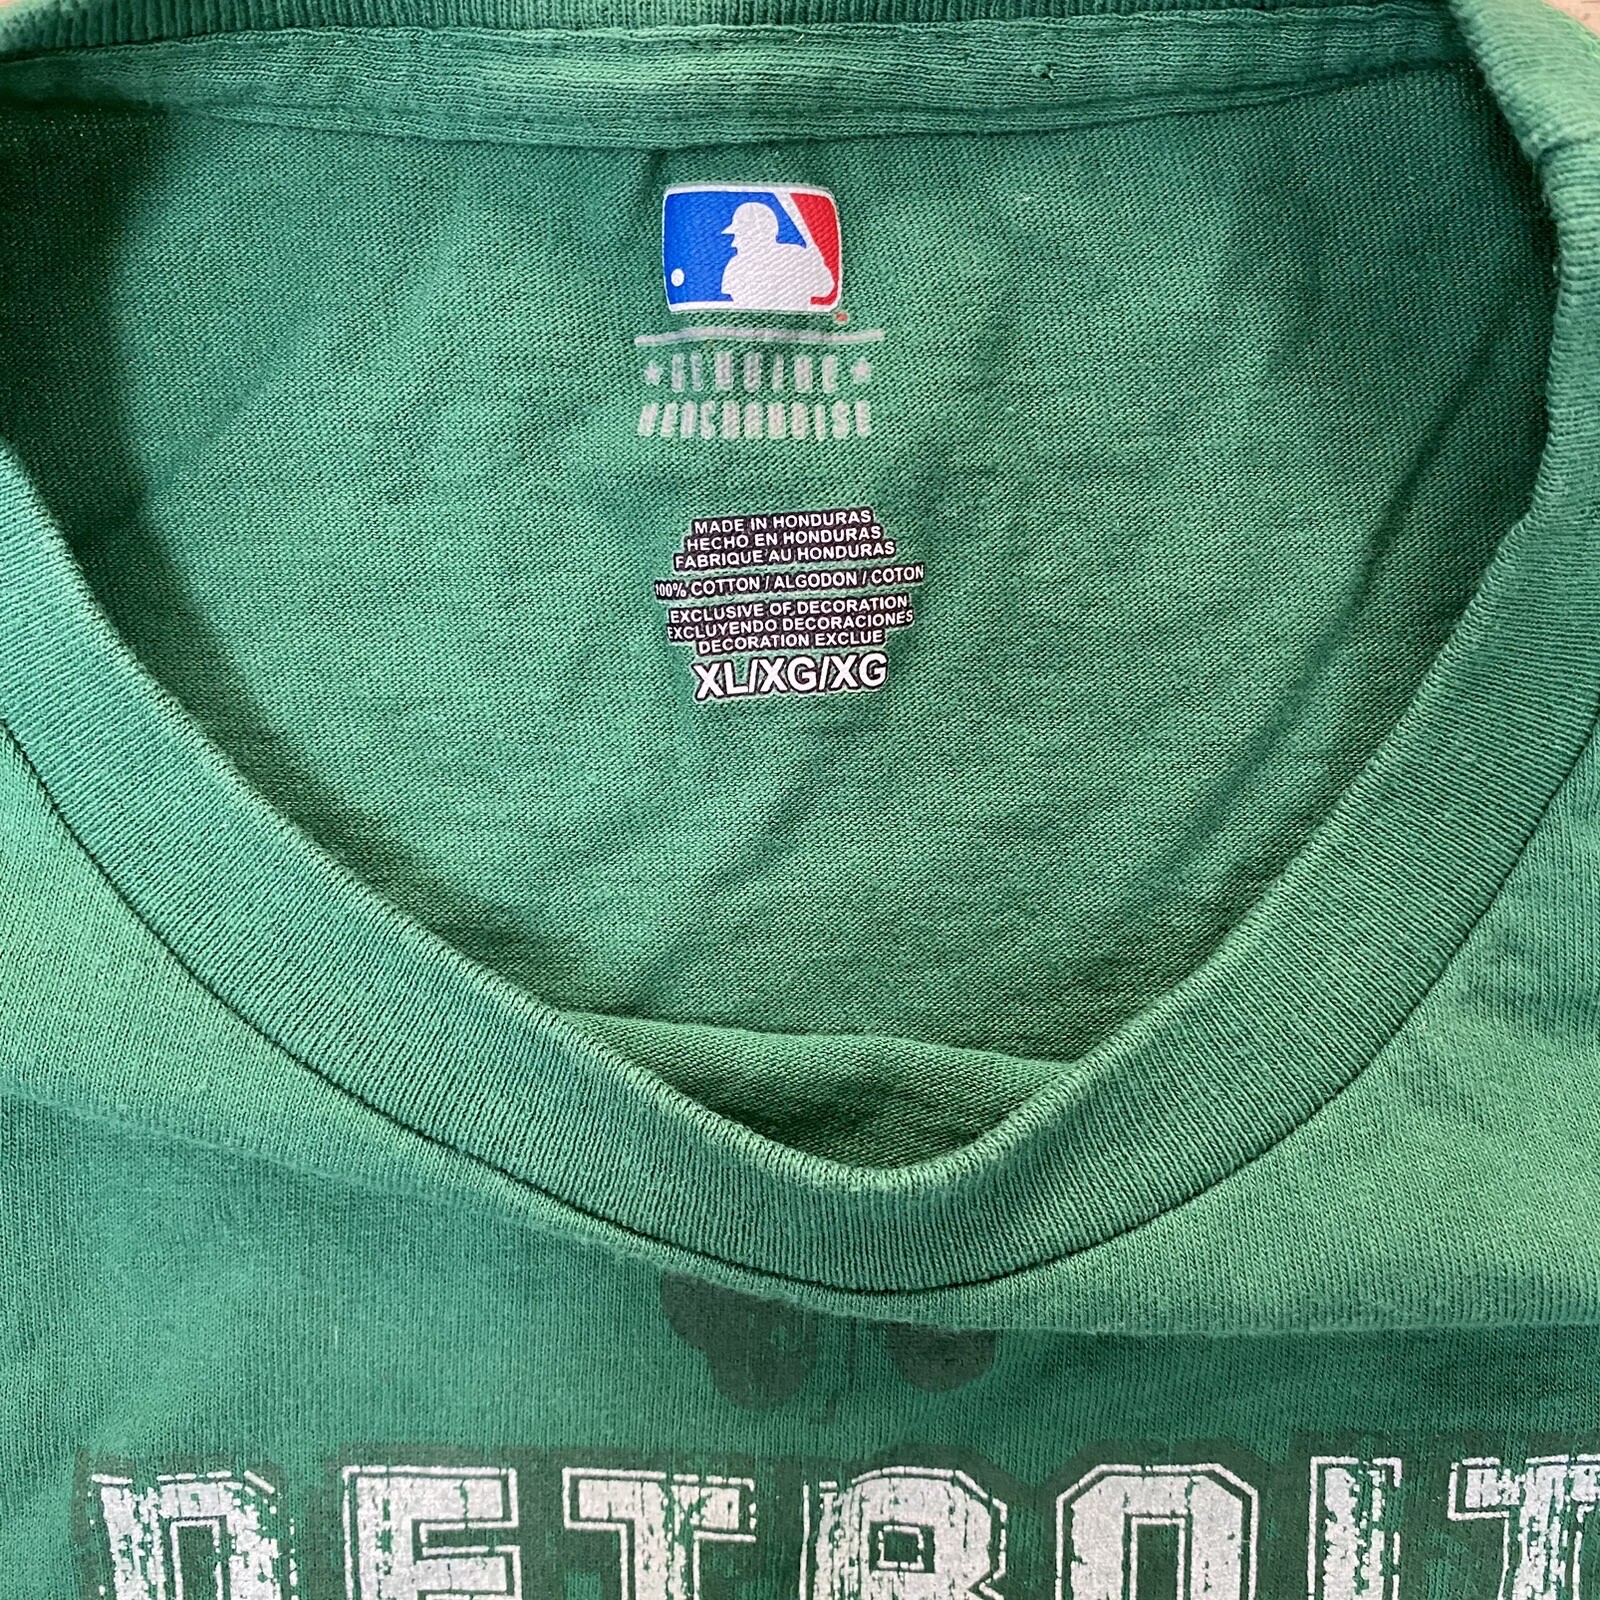 ★ GENUINE ★
MERCHANDISE
MADE IN HONDURAS
HECHO EN HONDURAS
FABRIQUE AU HONDURAS
100% COTTON / ALGODON / COTON
EXCLUSIVE OF DECORATION
EXCLUYENDO DECORACIONES
DECORATION EXCLUE
XL/XG/XG
DETROIT